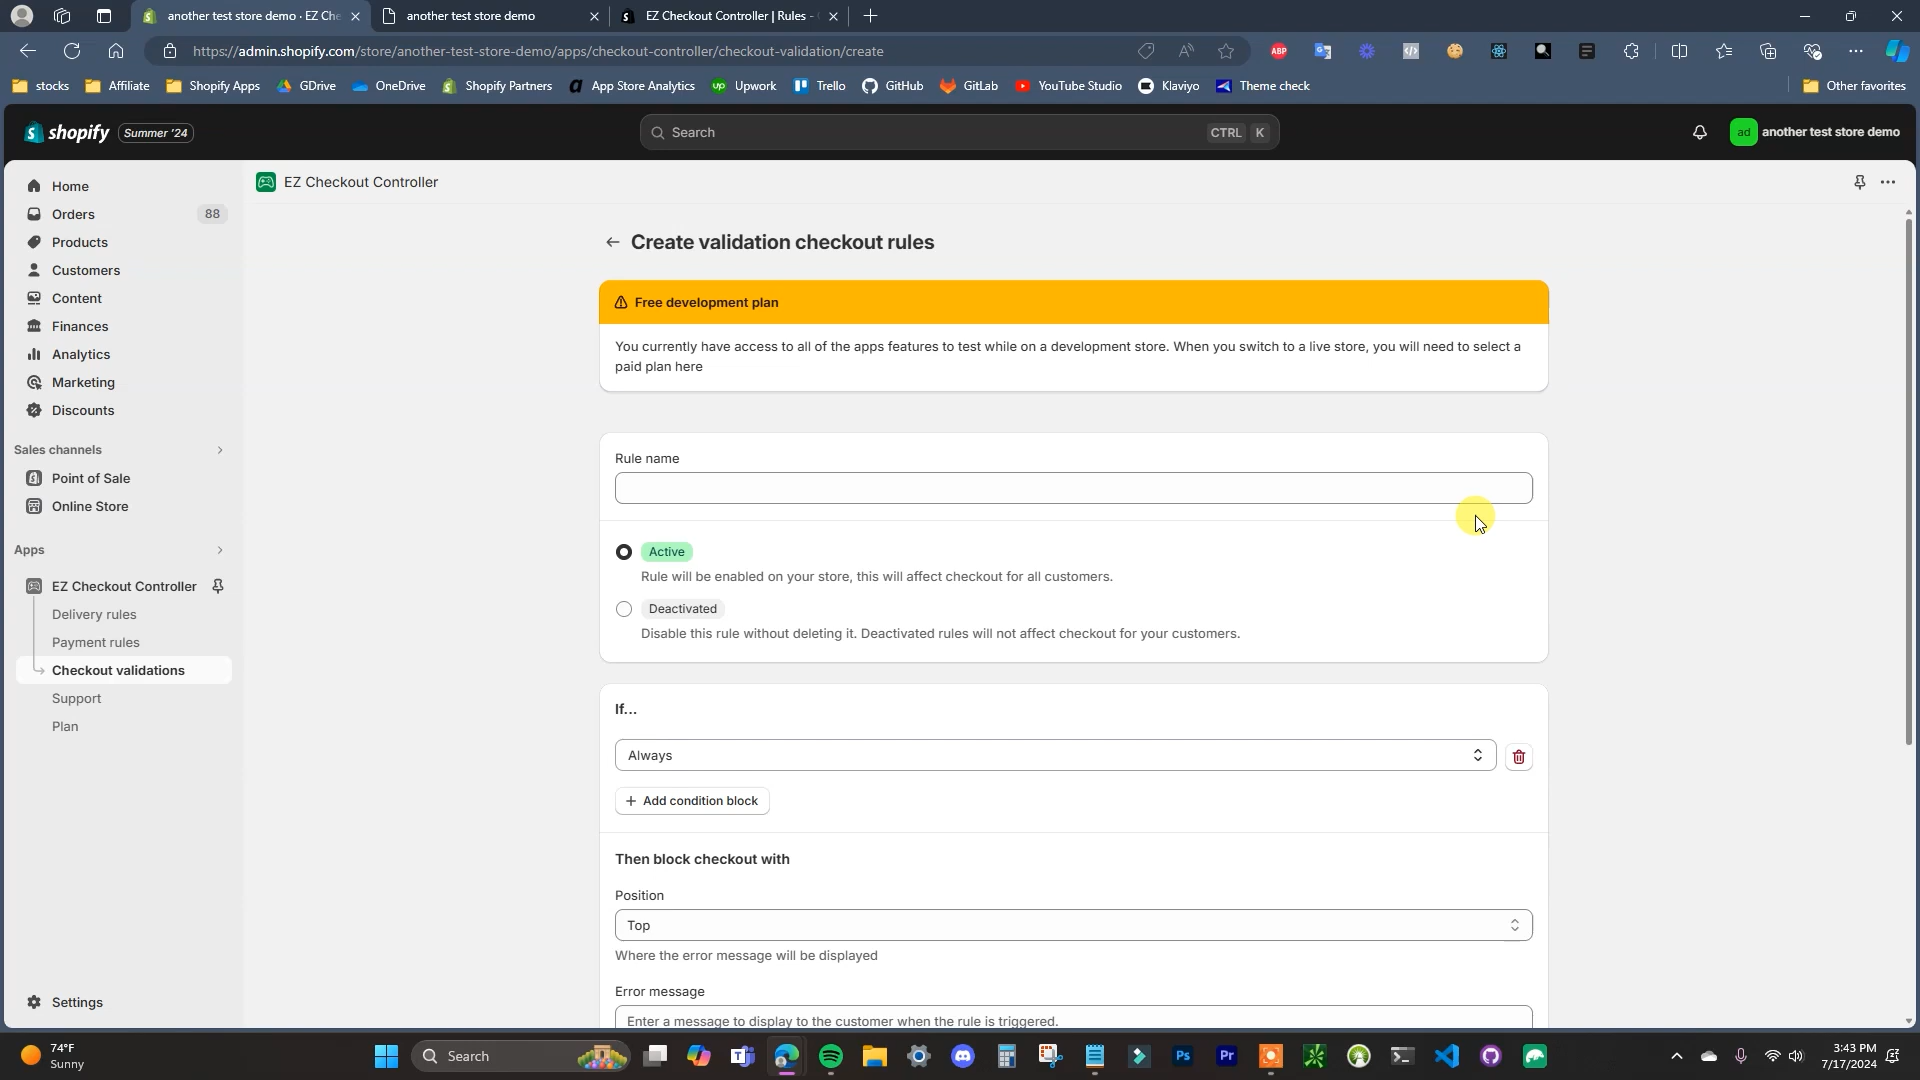 another test store demo · EZ Che
another test store demo
EZ Checkout Controller | Rules -
https://admin.shopify.com/store/another-test-store-demo/apps/checkout-controller/checkout-validation/create
ABP
stocks
Affiliate
Shopify Apps
GDrive
OneDrive
Shopify Partners
App Store Analytics
Upwork
Trello
GitHub
GitLab
YouTube Studio
Klaviyo
Theme check
Other favorites
shopify
Summer '24
Search
CTRL K
ad
another test store demo
Home
Orders
88
Products
Customers
Content
Finances
Analytics
Marketing
Discounts
Sales channels
Point of Sale
Online Store
Apps
EZ Checkout Controller
Delivery rules
Payment rules
Checkout validations
Support
Plan
Settings
EZ Checkout Controller
Create validation checkout rules
Free development plan
You currently have access to all of the apps features to test while on a development store. When you switch to a live store, you will need to select a
paid plan here
Rule name
Active
Rule will be enabled on your store, this will affect checkout for all customers.
Deactivated
Disable this rule without deleting it. Deactivated rules will not affect checkout for your customers.
If...
Always
+ Add condition block
Then block checkout with
Position
Top
Where the error message will be displayed
Error message
Enter a message to display to the customer when the rule is triggered.
74°F
Sunny
Search
Ps
Pr
3:43 PM
7/17/2024